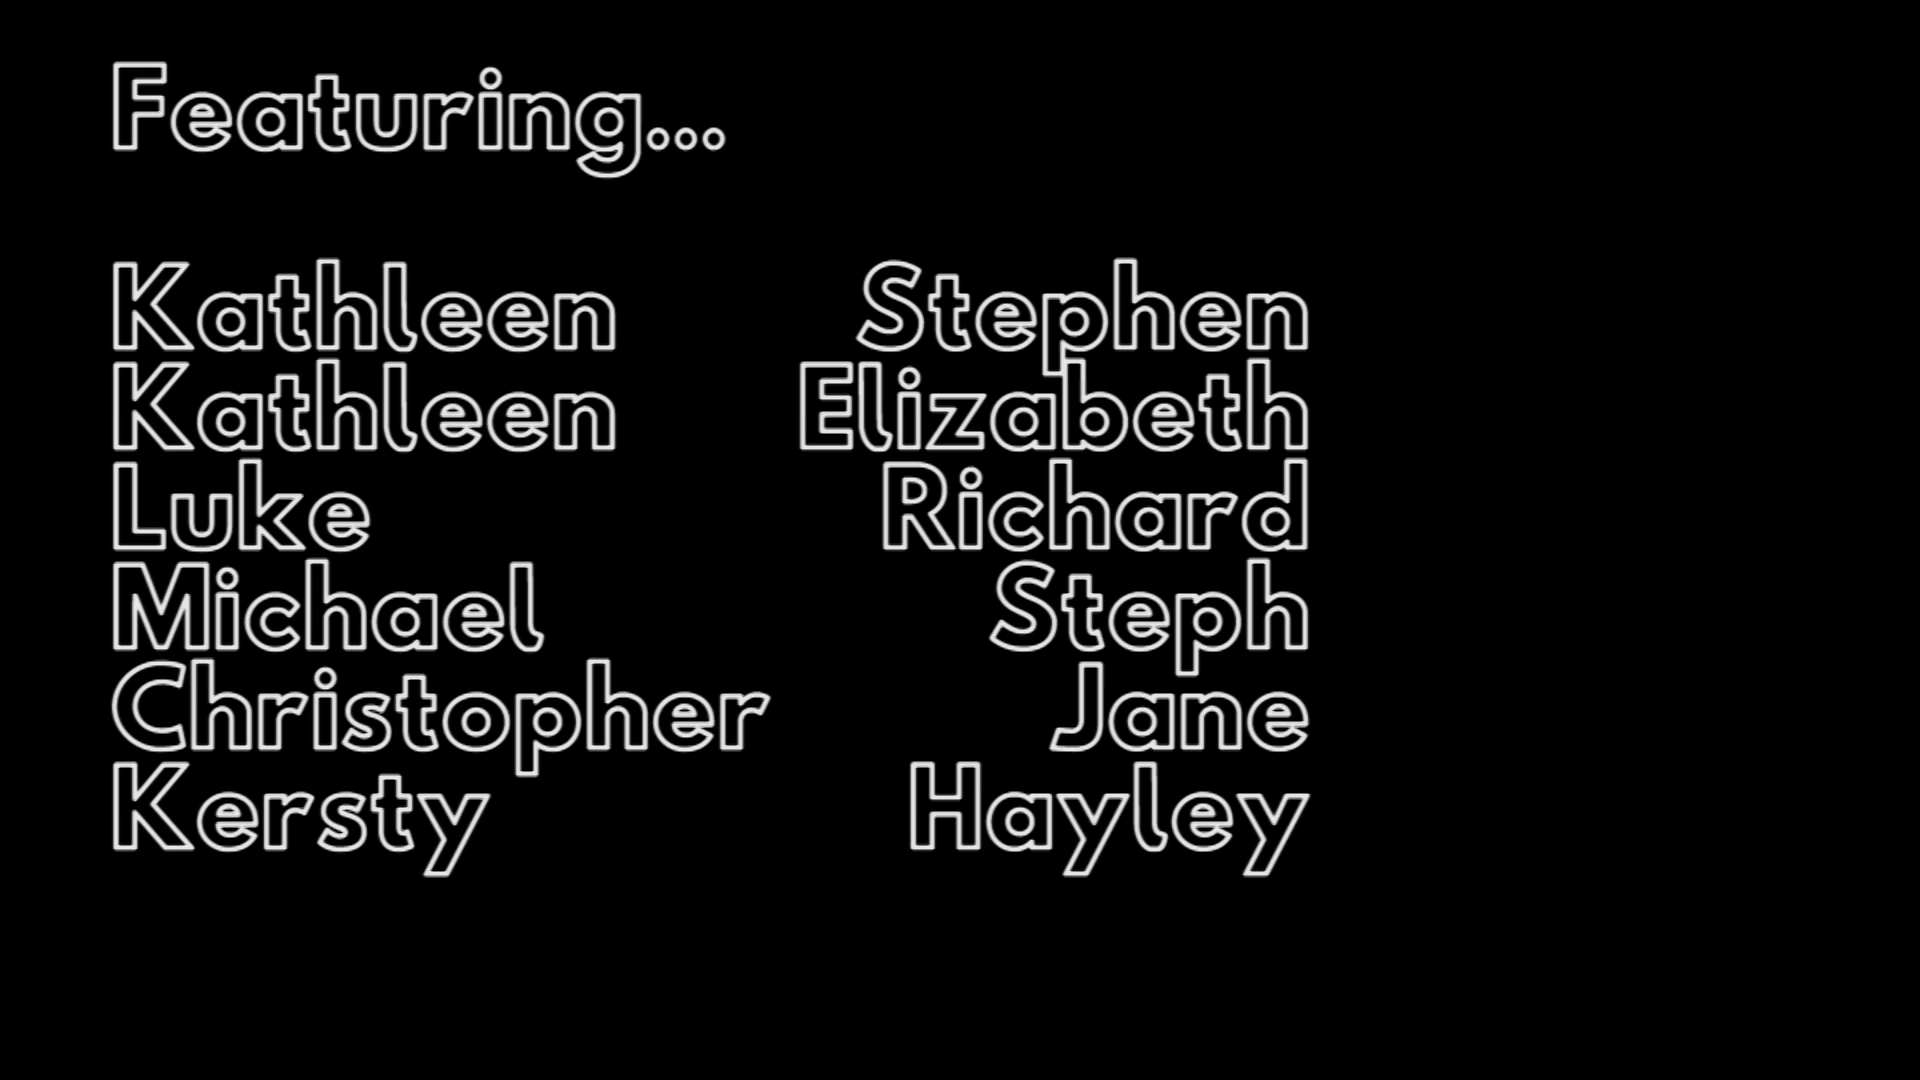 Featuring...
Kathleen Stephen
Kathleen Elizabeth
Luke Richard
Michael Steph
Christopher Jane
Kersty Hayley